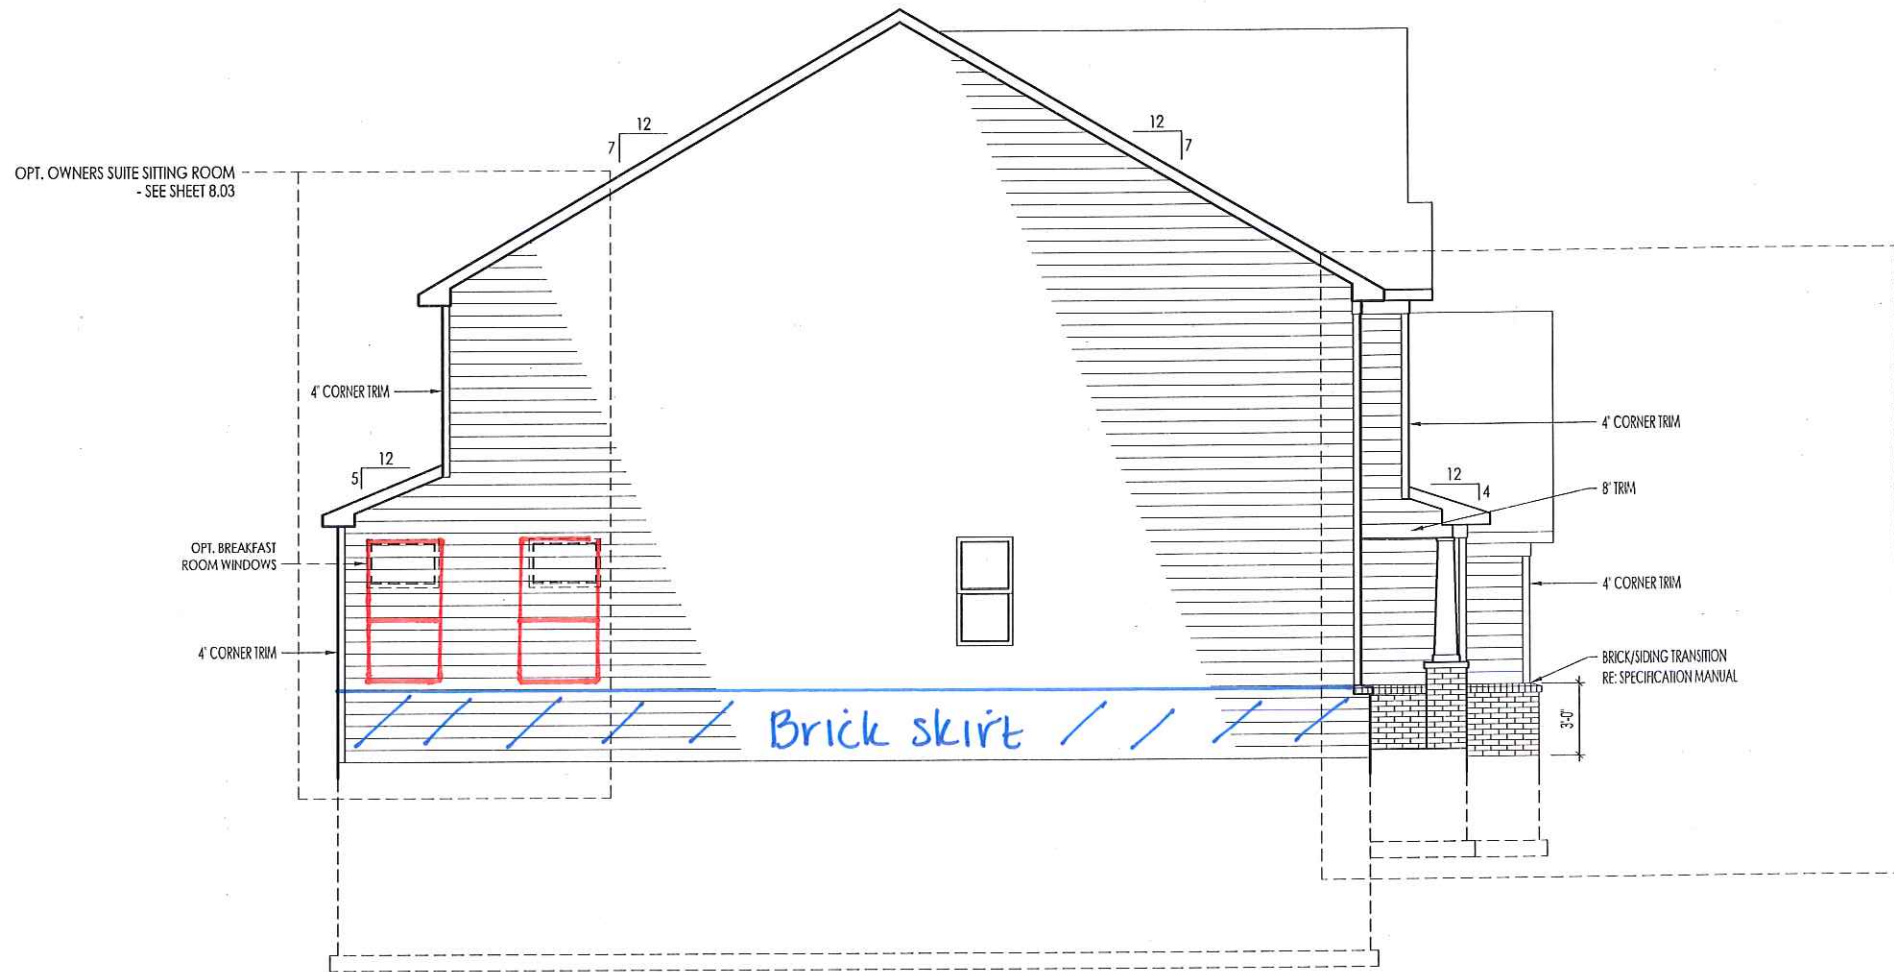 12
7
12
7
OPT. OWNERS SUITE SITTING ROOM
- SEE SHEET 8.03
4" CORNER TRIM
4" CORNER TRIM
12
5
12
4
8" TRIM
OPT. BREAKFAST
ROOM WINDOWS
4" CORNER TRIM
4" CORNER TRIM
BRICK/SIDING TRANSITION
RE: SPECIFICATION MANUAL
3'-0"
Brick skirt